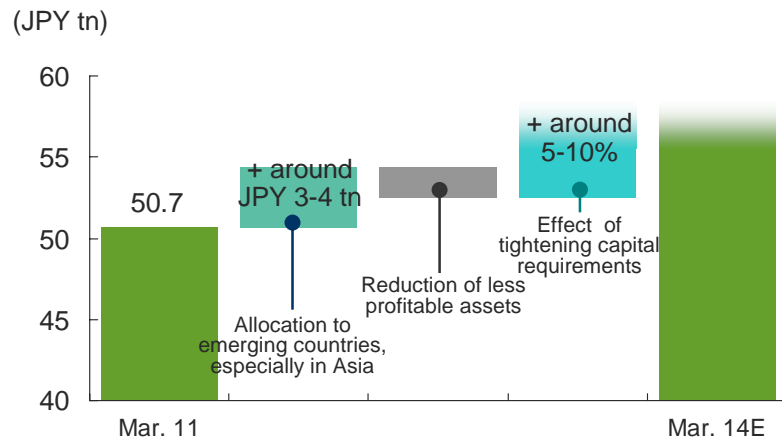 (JPY tn)
60
55
50
45
40
50.7
+ around
JPY 3-4 tn
Allocation to
emerging countries,
especially in Asia
Reduction of less
profitable assets
+ around
5-10%
Effect of
tightening capital
requirements
Mar. 11
Mar. 14E